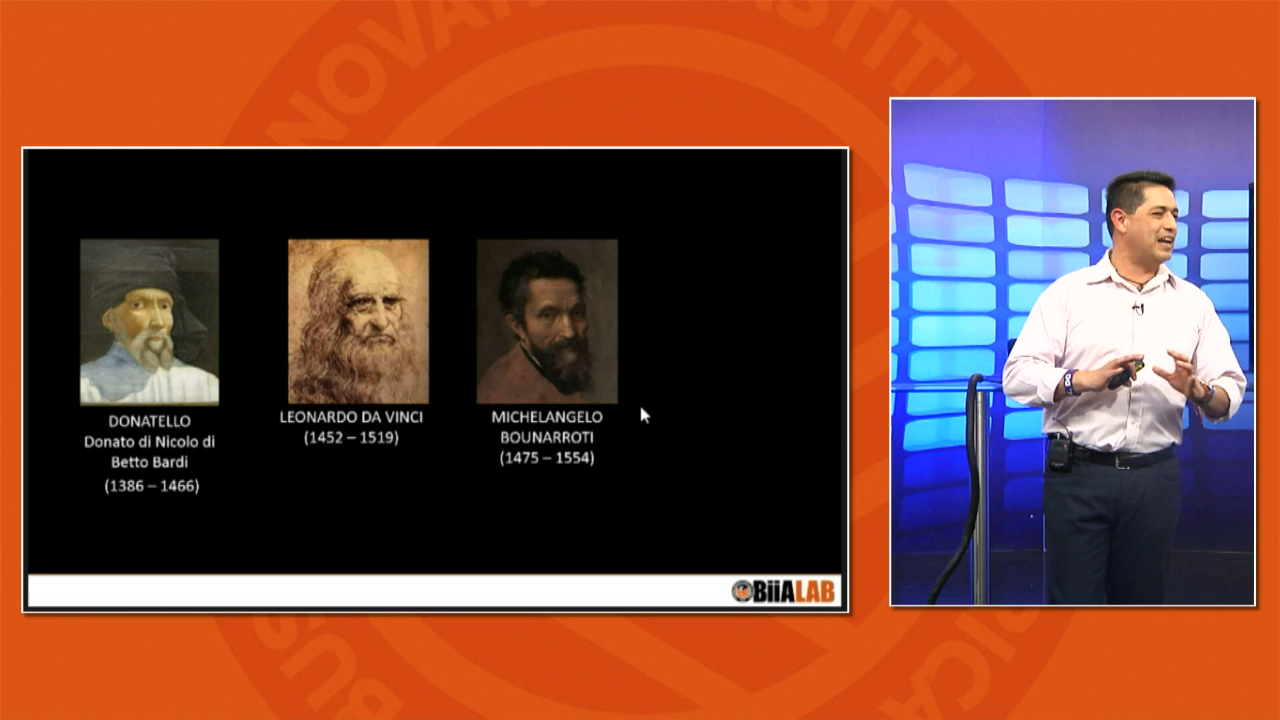 DONATELLO
Donato di Nicolo di
Betto Bardi
(1386 – 1466)
LEONARDO DA VINCI
(1452 – 1519)
MICHELANGELO
BOUNARROTI
(1475 – 1554)
BiiALAB